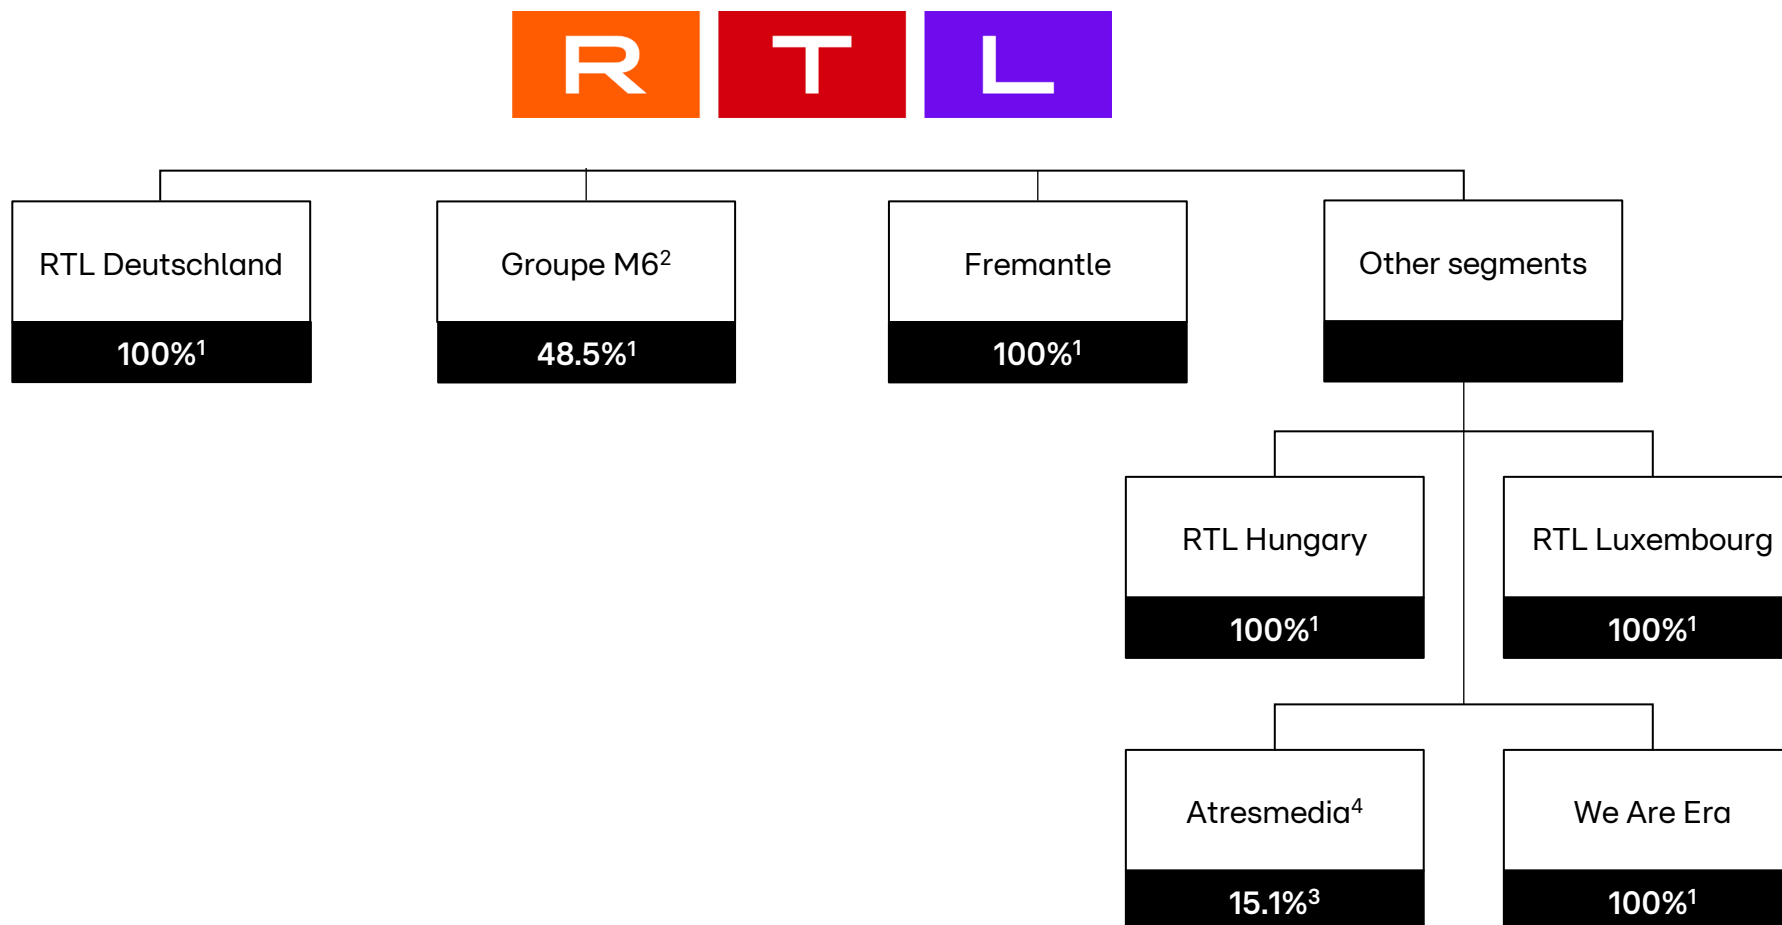 R T L
RTL Deutschland
100%¹
Groupe M6²
48.5%¹
Fremantle
100%¹
Other segments
RTL Hungary
100%¹
RTL Luxembourg
100%¹
Atresmedia⁴
15.1%³
We Are Era
100%¹